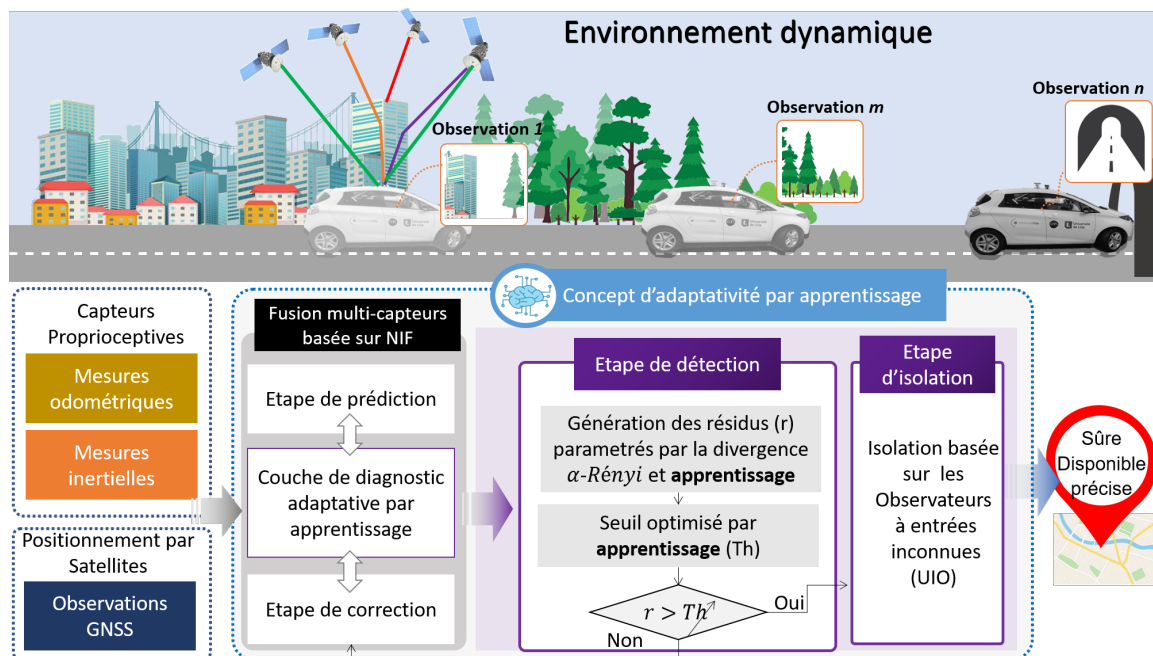 Environnement dynamique
Observation 1
Observation m
Observation n
Concept d'adaptativité par apprentissage
Capteurs
Proprioceptives
Mesures
odométriques
Mesures
inertielles
Positionnement par
Satellites
Observations
GNSS
Fusion multi-capteurs
basée sur NIF
Etape de prédiction
Couche de diagnostic
adaptative par
apprentissage
Etape de correction
Etape de détection
Génération des résidus (r)
parametrés par la divergence
α-Rényi et apprentissage
Seuil optimisé par
apprentissage (Th)
r > Th
Oui
Non
Etape
d'isolation
Isolation basée
sur les
Observateurs
à entrées
inconnues
(UIO)
Sûre
Disponible
précise